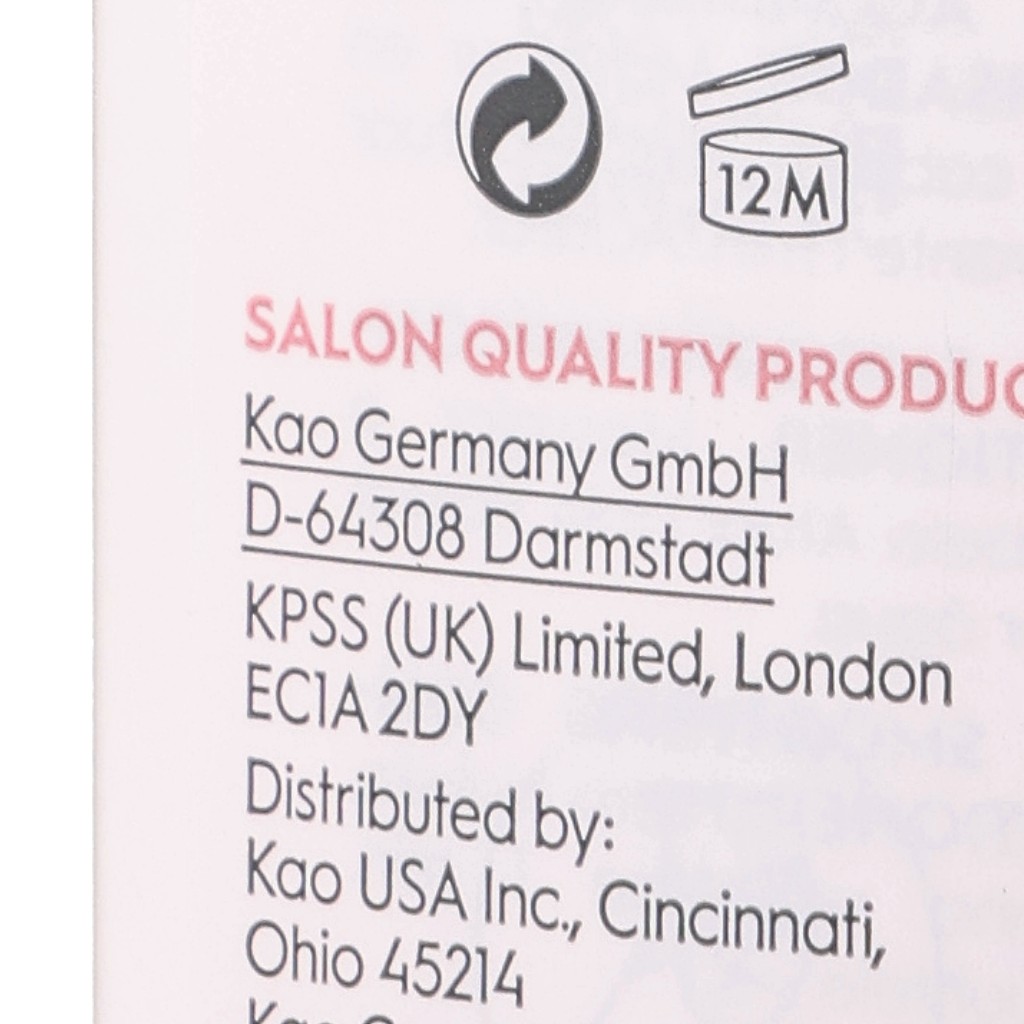 12M
SALON QUALITY
Kao Germany GmbH
D-64308 Darmstadt
KPSS (UK) Limited, London
EC1A 2DY
Distributed by:
Kao USA Inc., Cincinnati,
Ohio 45214
Kao